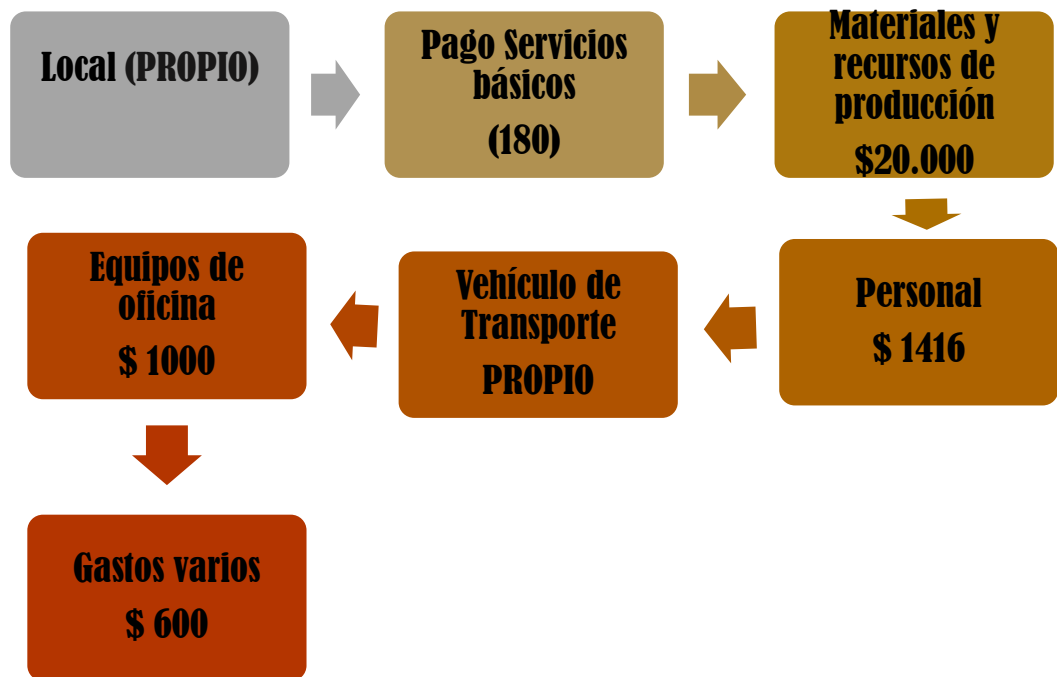 Local (PROPIO)
Pago Servicios
básicos
(180)
Materiales y
recursos de
producción
$20.000
Personal
$ 1416
Vehículo de
Transporte
PROPIO
Equipos de
oficina
$ 1000
Gastos varios
$ 600